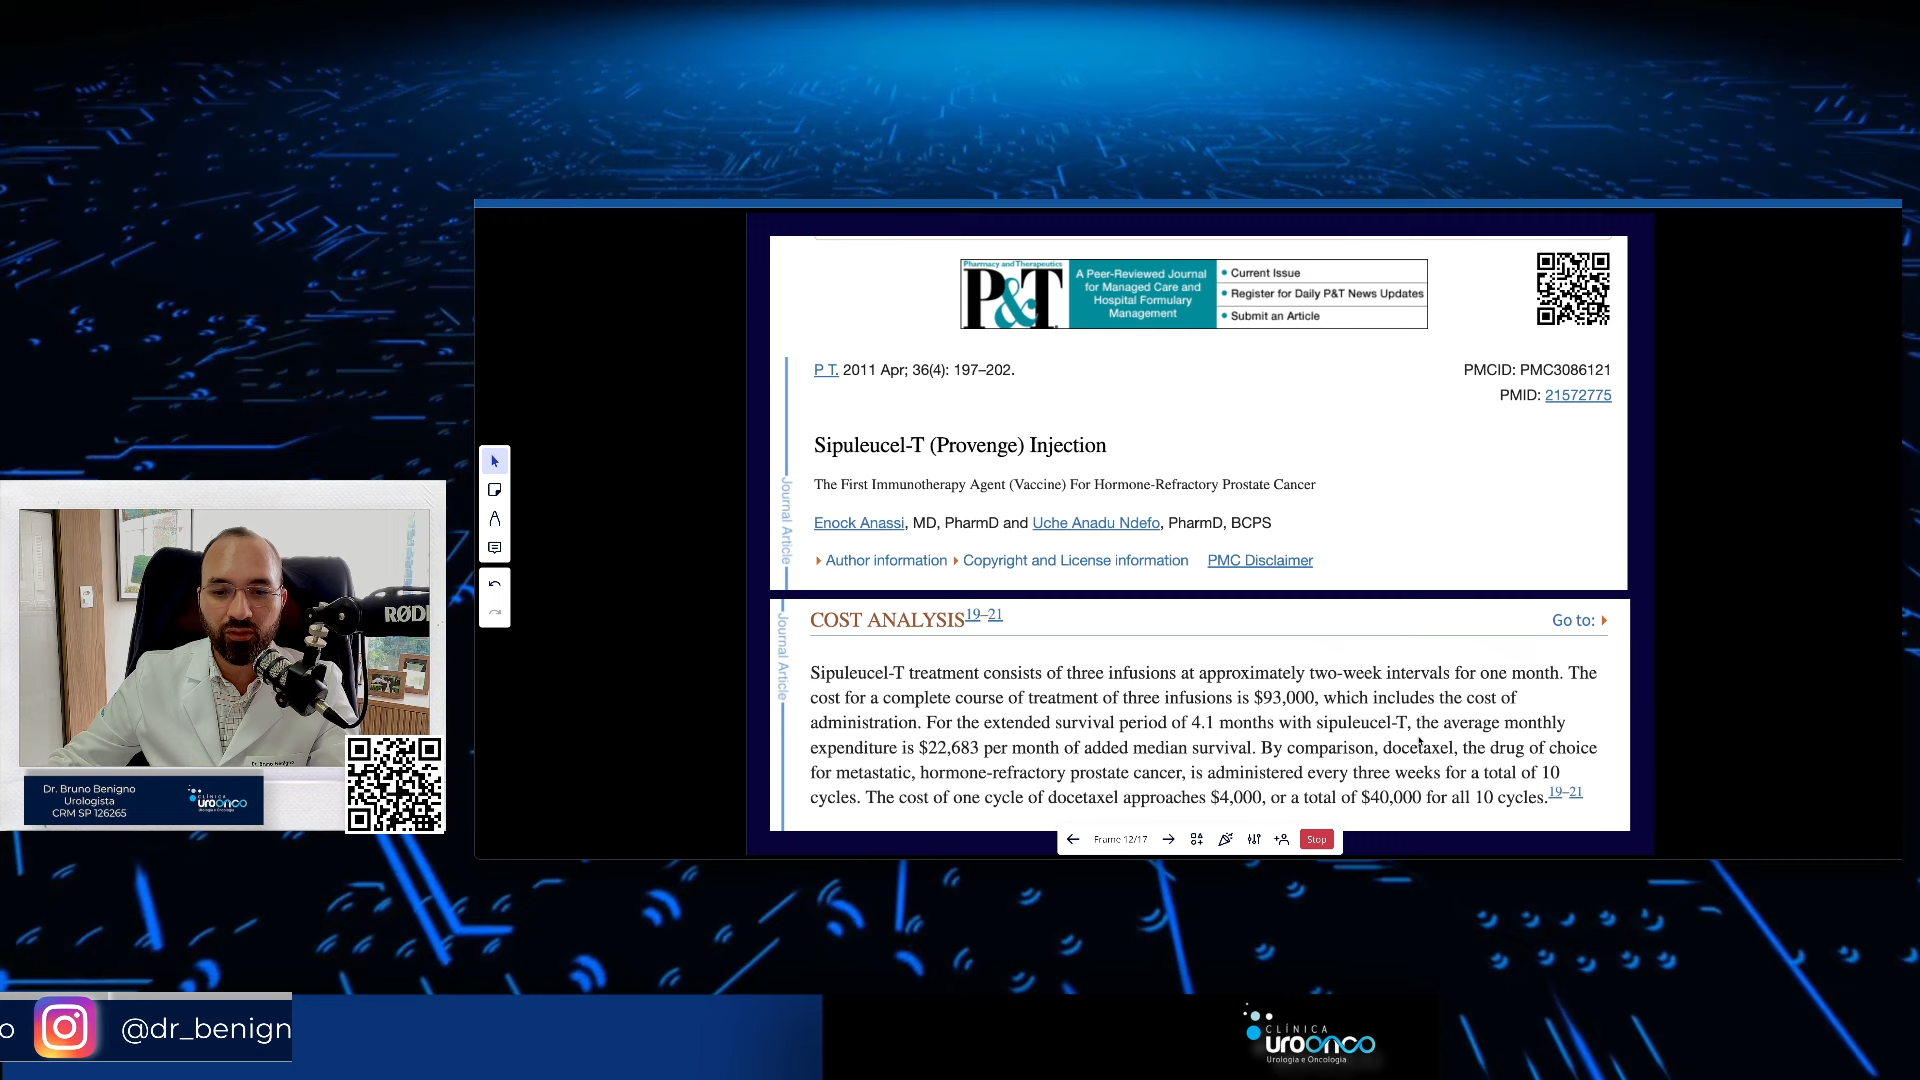 Pharmacy and Therapeutics
P&T
A Peer-Reviewed Journal
for Managed Care and
Hospital Formulary
Management
• Current Issue
• Register for Daily P&T News Updates
• Submit an Article
P T. 2011 Apr; 36(4): 197–202.
PMCID: PMC3086121
PMID: 21572775
Sipuleucel-T (Provenge) Injection
The First Immunotherapy Agent (Vaccine) For Hormone-Refractory Prostate Cancer
Enock Anassi, MD, PharmD and Uche Anadu Ndefo, PharmD, BCPS
Author information Copyright and License information PMC Disclaimer
Journal Article
COST ANALYSIS19–21
Go to:
Journal Article
Sipuleucel-T treatment consists of three infusions at approximately two-week intervals for one month. The
cost for a complete course of treatment of three infusions is $93,000, which includes the cost of
administration. For the extended survival period of 4.1 months with sipuleucel-T, the average monthly
expenditure is $22,683 per month of added median survival. By comparison, docetaxel, the drug of choice
for metastatic, hormone-refractory prostate cancer, is administered every three weeks for a total of 10
cycles. The cost of one cycle of docetaxel approaches $4,000, or a total of $40,000 for all 10 cycles.19–21
Frame 12/17
Stop
RØD
Dr. Bruno Benigno
Dr. Bruno Benigno
Urologista
CRM SP 126265
CLÍNICA
uroonco
Urologia e Oncologia
o
@dr_benign
CLÍNICA
uroonco
Urologia e Oncologia